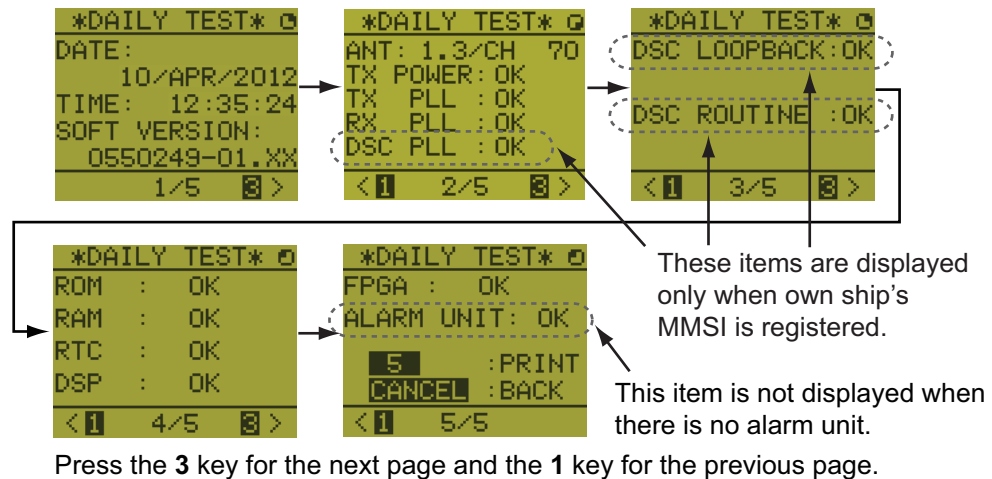 *DAILY TEST*
DATE:
10/APR/2012
TIME: 12:35:24
SOFT VERSION:
0550249-01.XX
1/5 3 >
*DAILY TEST*
ANT: 1.3/CH 70
TX POWER: OK
TX PLL : OK
RX PLL : OK
DSC PLL : OK
< 1 2/5 3 >
*DAILY TEST*
DSC LOOPBACK:OK
DSC ROUTINE :OK
< 1 3/5 3 >
These items are displayed
only when own ship's
MMSI is registered.
*DAILY TEST*
ROM : OK
RAM : OK
RTC : OK
DSP : OK
< 1 4/5 3 >
*DAILY TEST*
FPGA : OK
ALARM UNIT: OK
5 :PRINT
CANCEL :BACK
< 1 5/5
This item is not displayed when
there is no alarm unit.
Press the 3 key for the next page and the 1 key for the previous page.